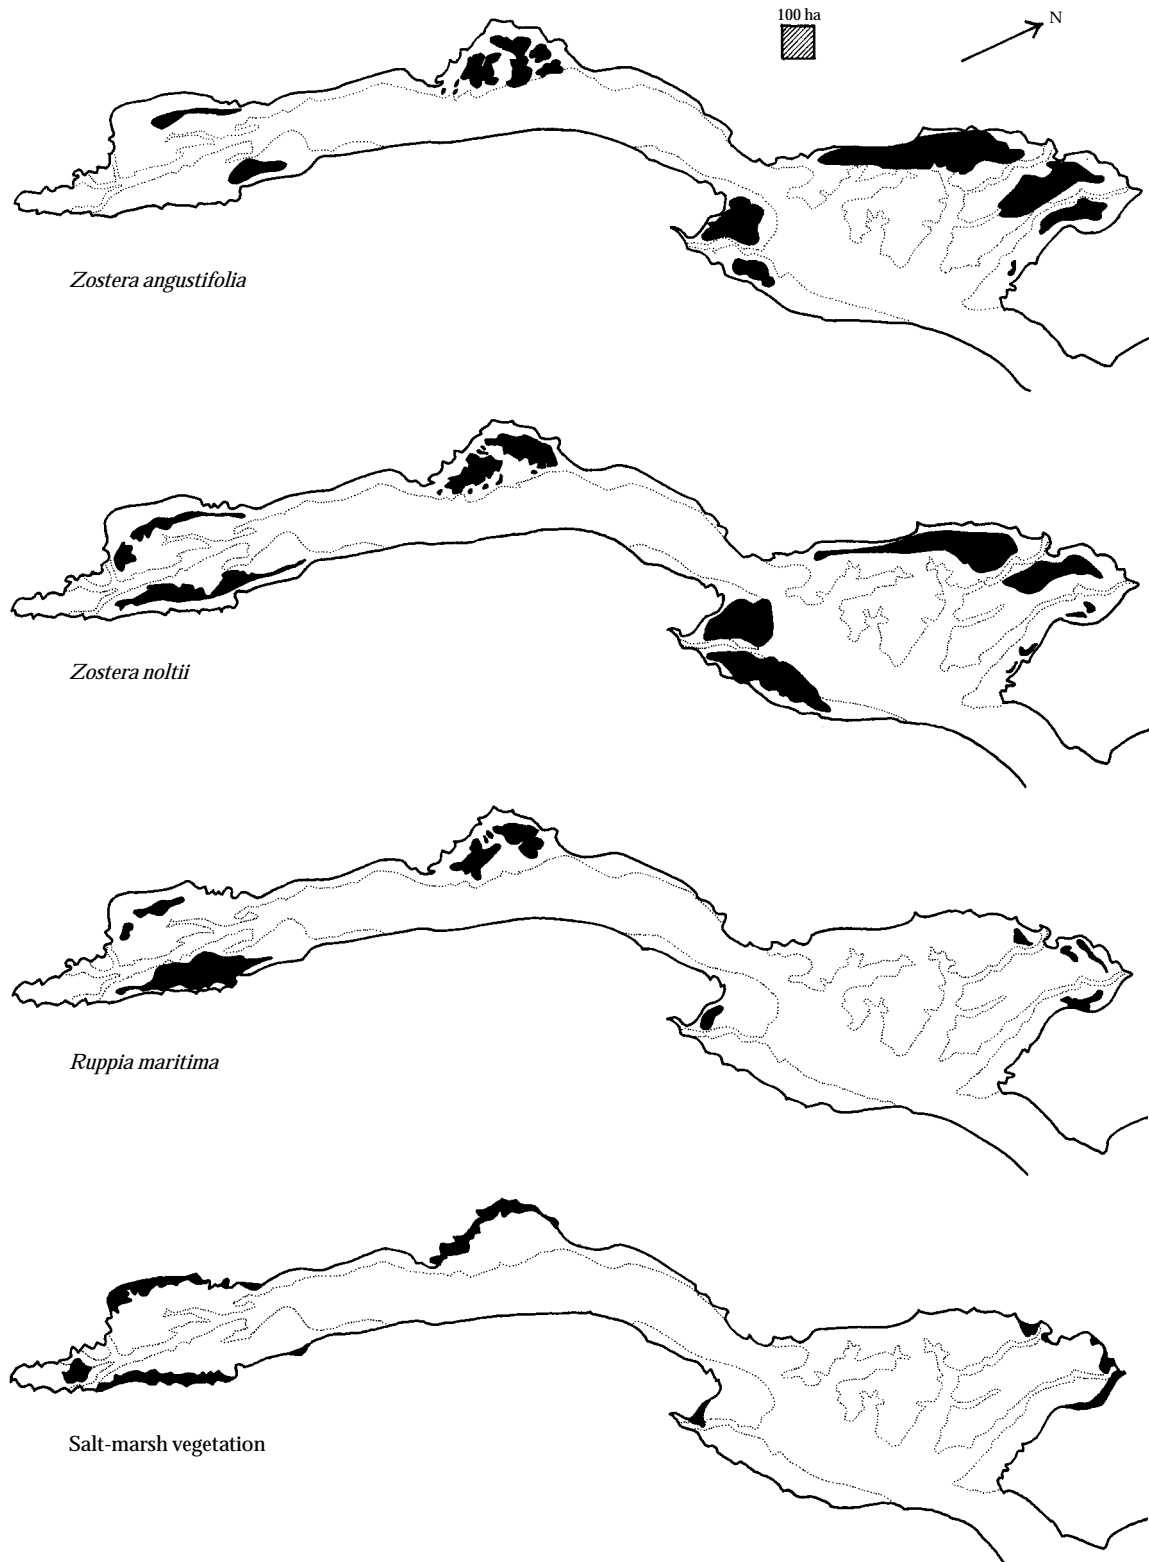 100 ha
N
Zostera angustifolia
Zostera noltii
Ruppia maritima
Salt-marsh vegetation